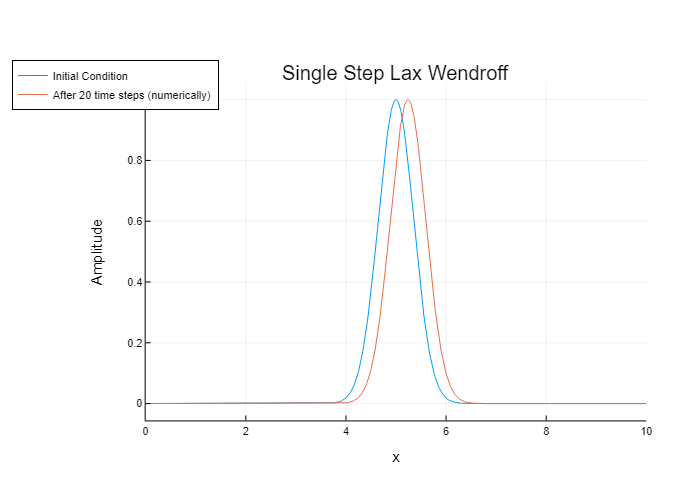 Single Step Lax Wendroff
Initial Condition
After 20 time steps (numerically)
0.8
0.6
0.4
0.2
0
Amplitude
0 2 4 6 8 10
x